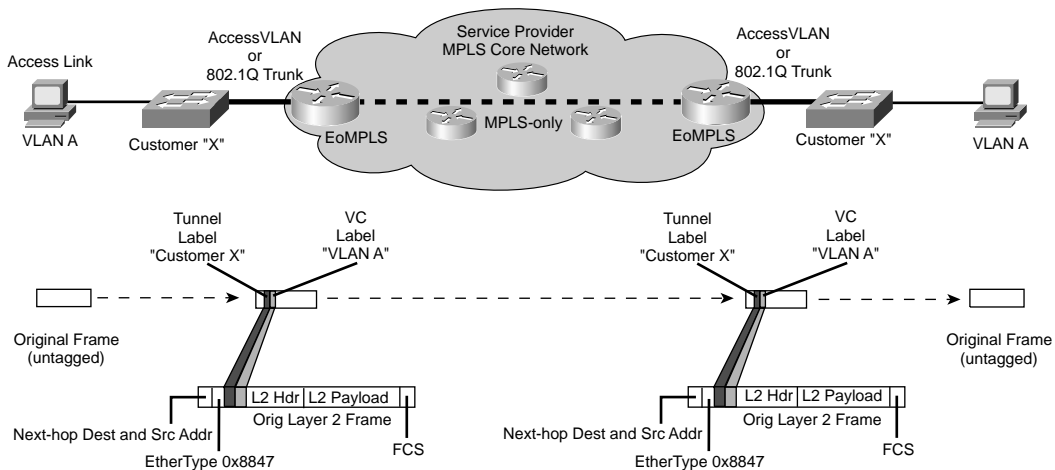 Service Provider
MPLS Core Network
AccessVLAN
or
802.1Q Trunk
AccessVLAN
or
802.1Q Trunk
Access Link
VLAN A
Customer "X"
EoMPLS
MPLS-only
EoMPLS
Customer "X"
VLAN A
Tunnel
Label
"Customer X"
VC
Label
"VLAN A"
Tunnel
Label
"Customer X"
VC
Label
"VLAN A"
Original Frame
(untagged)
Original Frame
(untagged)
L2 Hdr
L2 Payload
Orig Layer 2 Frame
Next-hop Dest and Src Addr
FCS
EtherType 0x8847
L2 Hdr
L2 Payload
Orig Layer 2 Frame
Next-hop Dest and Src Addr
FCS
EtherType 0x8847